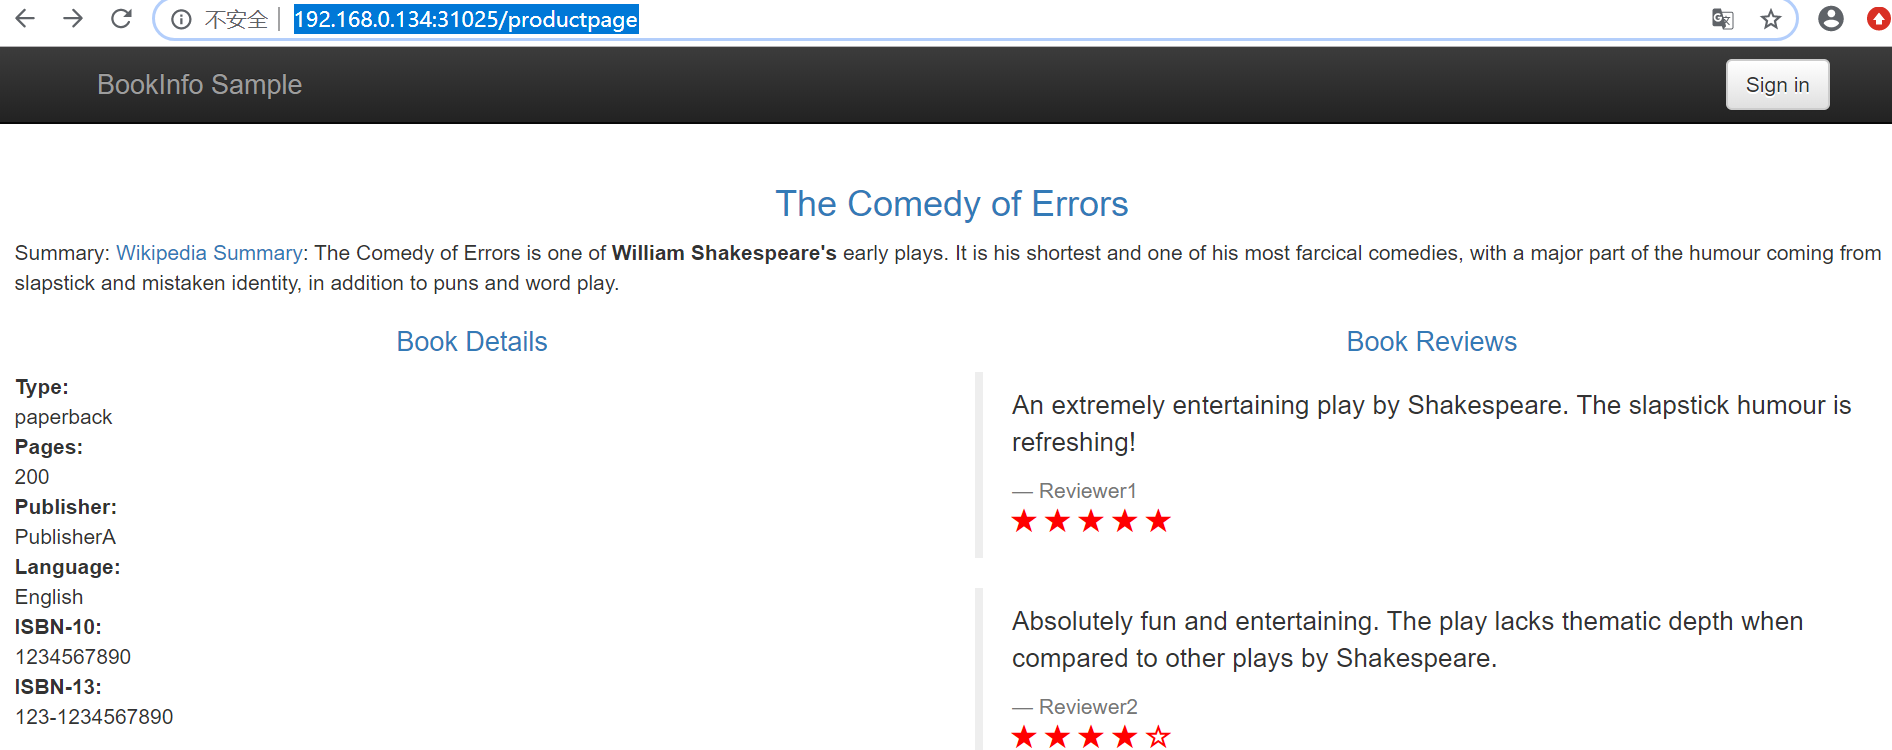 不安全 | 192.168.0.134:31025/productpage
BookInfo Sample
Sign in
The Comedy of Errors
Summary: Wikipedia Summary: The Comedy of Errors is one of William Shakespeare's early plays. It is his shortest and one of his most farcical comedies, with a major part of the humour coming from
slapstick and mistaken identity, in addition to puns and word play.
Book Details
Type:
paperback
Pages:
200
Publisher:
PublisherA
Language:
English
ISBN-10:
1234567890
ISBN-13:
123-1234567890
Book Reviews
An extremely entertaining play by Shakespeare. The slapstick humour is
refreshing!
— Reviewer1
Absolutely fun and entertaining. The play lacks thematic depth when
compared to other plays by Shakespeare.
— Reviewer2